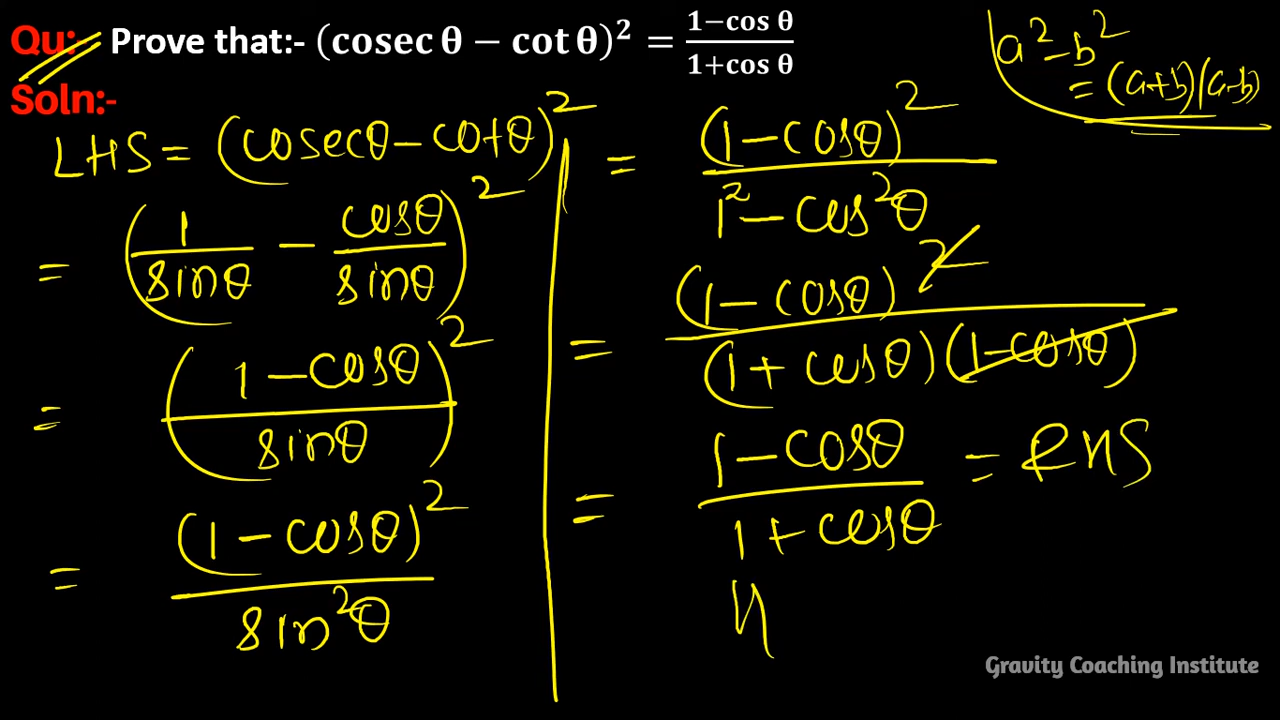 Qu:- Prove that:- (cosec θ − cot θ)² = (1−cos θ)/(1+cos θ)
Soln:-
a² − b²
= (a+b)(a-b)
LHS = (cosecθ − cotθ)²
= (1/sinθ − cosθ/sinθ)²
= ((1 − cosθ)/sinθ)²
= (1 − cosθ)²/sin²θ
= (1 − cosθ)²/(1² − cos²θ)
= (1 − cosθ)²/((1 + cosθ)(1 − cosθ))
= (1 − cosθ)/(1 + cosθ) = RHS
H
Gravity Coaching Institute